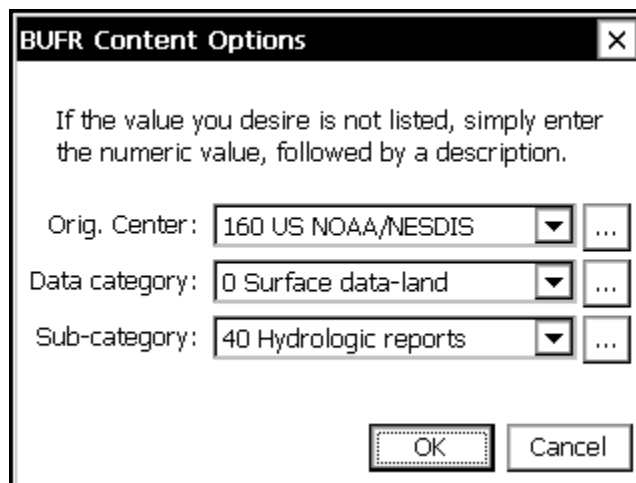 BUFR Content Options
If the value you desire is not listed, simply enter
the numeric value, followed by a description.
Orig. Center: 160 US NOAA/NESDIS ...
Data category: 0 Surface data-land ...
Sub-category: 40 Hydrologic reports ...
OK Cancel